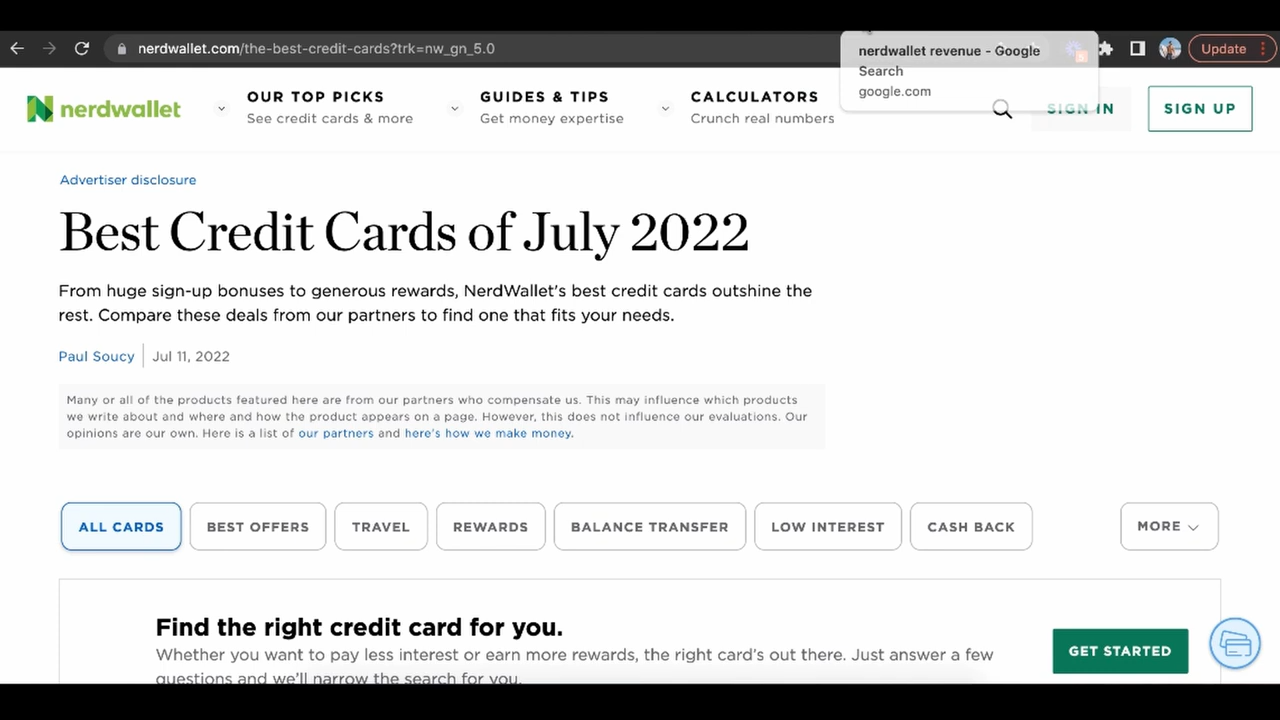 nerdwallet.com/the-best-credit-cards?trk=nw_gn_5.0
nerdwallet revenue - Google
Search
google.com
Update
nerdwallet
OUR TOP PICKS
See credit cards & more
GUIDES & TIPS
Get money expertise
CALCULATORS
Crunch real numbers
SIGN IN
SIGN UP
Advertiser disclosure
Best Credit Cards of July 2022
From huge sign-up bonuses to generous rewards, NerdWallet's best credit cards outshine the
rest. Compare these deals from our partners to find one that fits your needs.
Paul Soucy
Jul 11, 2022
Many or all of the products featured here are from our partners who compensate us. This may influence which products
we write about and where and how the product appears on a page. However, this does not influence our evaluations. Our
opinions are our own. Here is a list of our partners and here's how we make money.
ALL CARDS
BEST OFFERS
TRAVEL
REWARDS
BALANCE TRANSFER
LOW INTEREST
CASH BACK
MORE
Find the right credit card for you.
Whether you want to pay less interest or earn more rewards, the right card's out there. Just answer a few
questions and we'll narrow the search for you.
GET STARTED